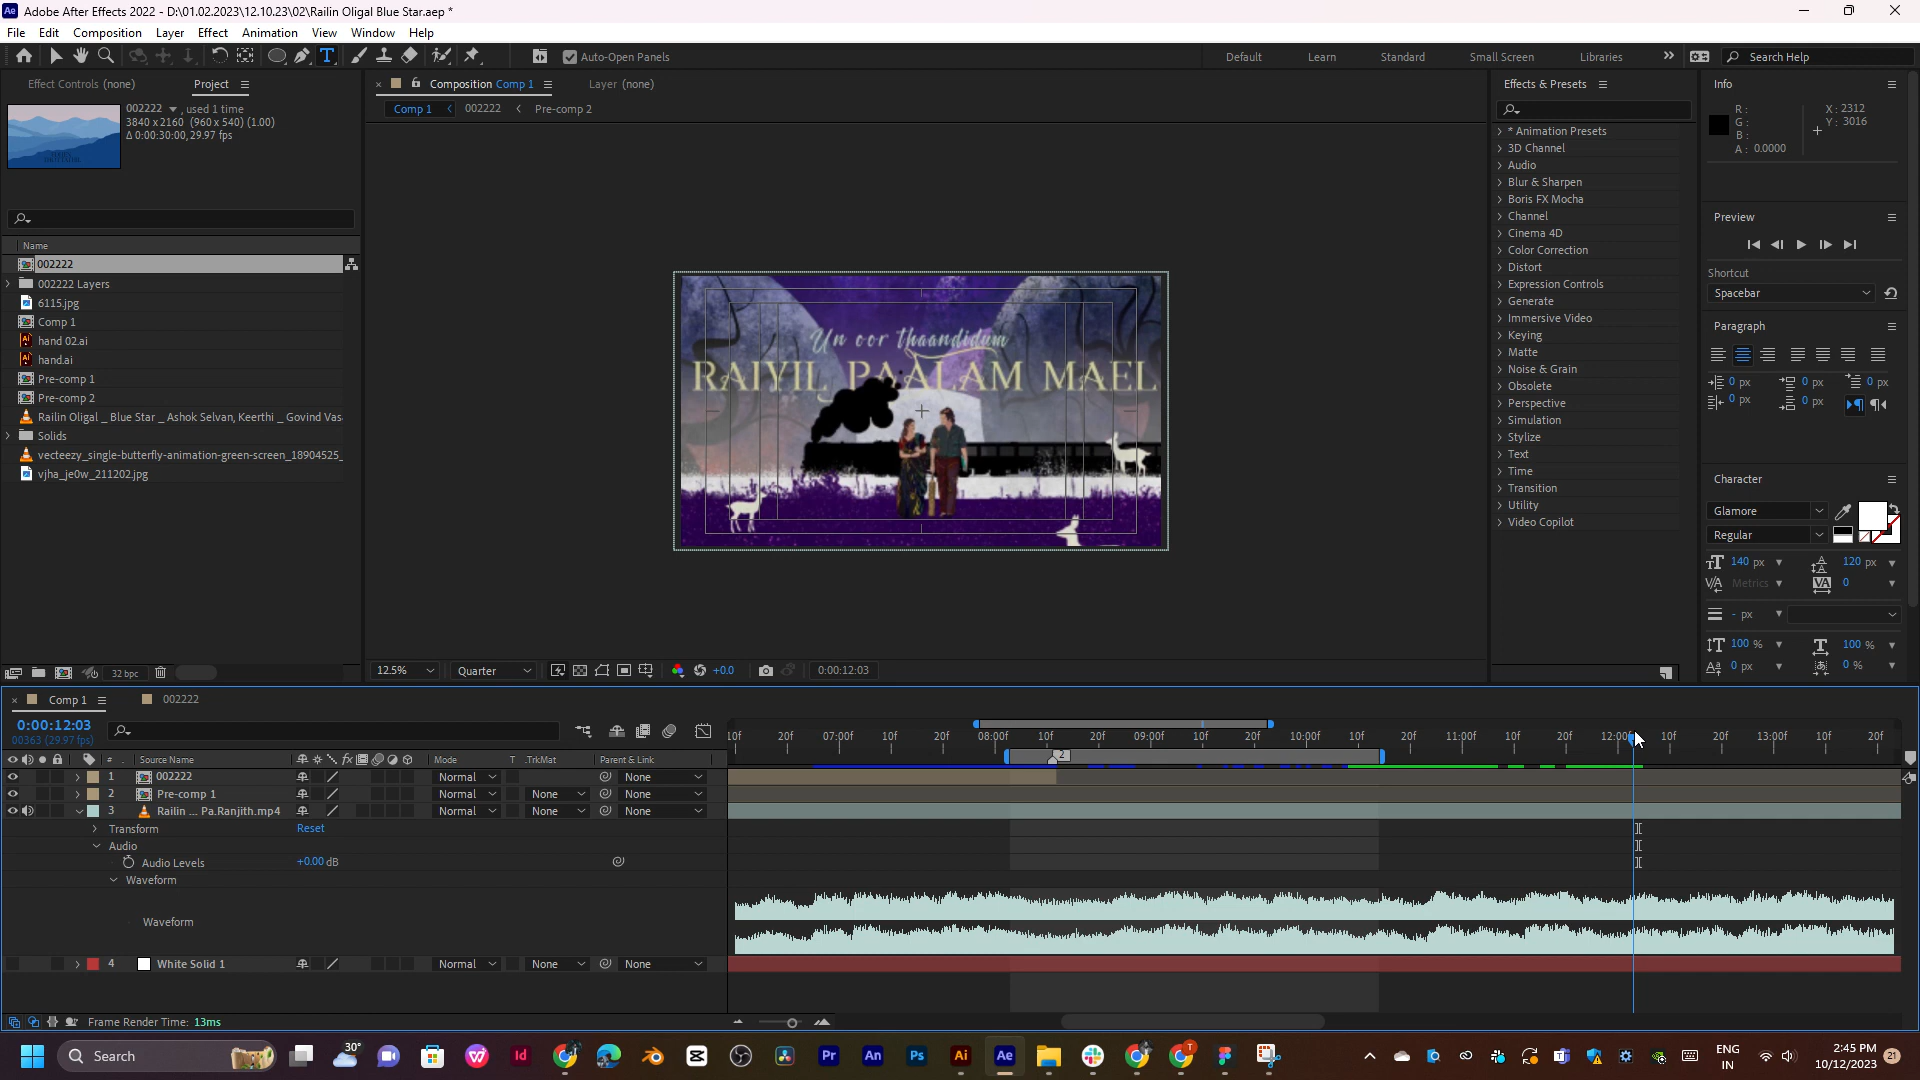 Adobe After Effects 2022 - D:\01.02.2023\12.10.23\02\Railin Oligal Blue Star.aep *
File Edit Composition Layer Effect Animation View Window Help
Auto-Open Panels
Default Learn Standard Small Screen Libraries Search Help
Effect Controls (none) Project
002222 , used 1 time
3840 x 2160 (960 x 540) (1.00)
Δ 0:00:30:00, 29.97 fps
Name
002222
002222 Layers
6115.jpg
Comp 1
hand 02.ai
hand.ai
Pre-comp 1
Pre-comp 2
Railin Oligal _ Blue Star _ Ashok Selvan, Keerthi _ Govind Vas
Solids
vecteezy_single-butterfly-animation-green-screen_18904525_
vjha_je0w_211202.jpg
32 bpc
Composition Comp 1 Layer (none)
Comp 1 002222 Pre-comp 2
Un oor thaandidum
RAIYIL PAALAM MAEL
12.5% Quarter +0.0 0:00:12:03
Effects & Presets
* Animation Presets
3D Channel
Audio
Blur & Sharpen
Boris FX Mocha
Channel
Cinema 4D
Color Correction
Distort
Expression Controls
Generate
Immersive Video
Keying
Matte
Noise & Grain
Obsolete
Perspective
Simulation
Stylize
Text
Time
Transition
Utility
Video Copilot
Info
R : X : 2312
G : Y : 3016
B :
A : 0.0000
Preview
Shortcut
Spacebar
Paragraph
0 px 0 px 0 px
0 px 0 px
Character
Glamore
Regular
140 px 120 px
Metrics 0
- px
100 % 100 %
0 px 0 %
Comp 1 002222
0:00:12:03
00363 (29.97 fps)
10f 20f 07:00f 10f 20f 08:00f 10f 20f 09:00f 10f 20f 10:00f 10f 20f 11:00f 10f 20f 12:00f 10f 20f 13:00f 10f 20f
2
# Source Name Mode T .TrkMat Parent & Link
1 002222 Normal None
2 Pre-comp 1 Normal None None
3 Railin ... Pa.Ranjith.mp4 Normal None None
Transform Reset
Audio
Audio Levels +0.00 dB
Waveform
Waveform
4 White Solid 1 Normal None None
Frame Render Time: 13ms
Search 30° ENG IN 2:45 PM 10/12/2023 21